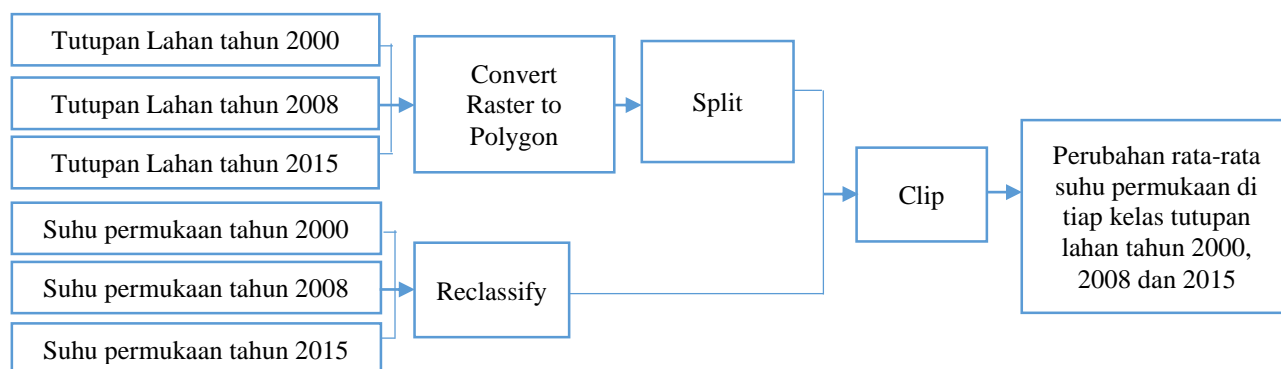 Tutupan Lahan tahun 2000
Tutupan Lahan tahun 2008
Tutupan Lahan tahun 2015
Convert
Raster to
Polygon
Split
Suhu permukaan tahun 2000
Suhu permukaan tahun 2008
Suhu permukaan tahun 2015
Reclassify
Clip
Perubahan rata-rata
suhu permukaan di
tiap kelas tutupan
lahan tahun 2000,
2008 dan 2015